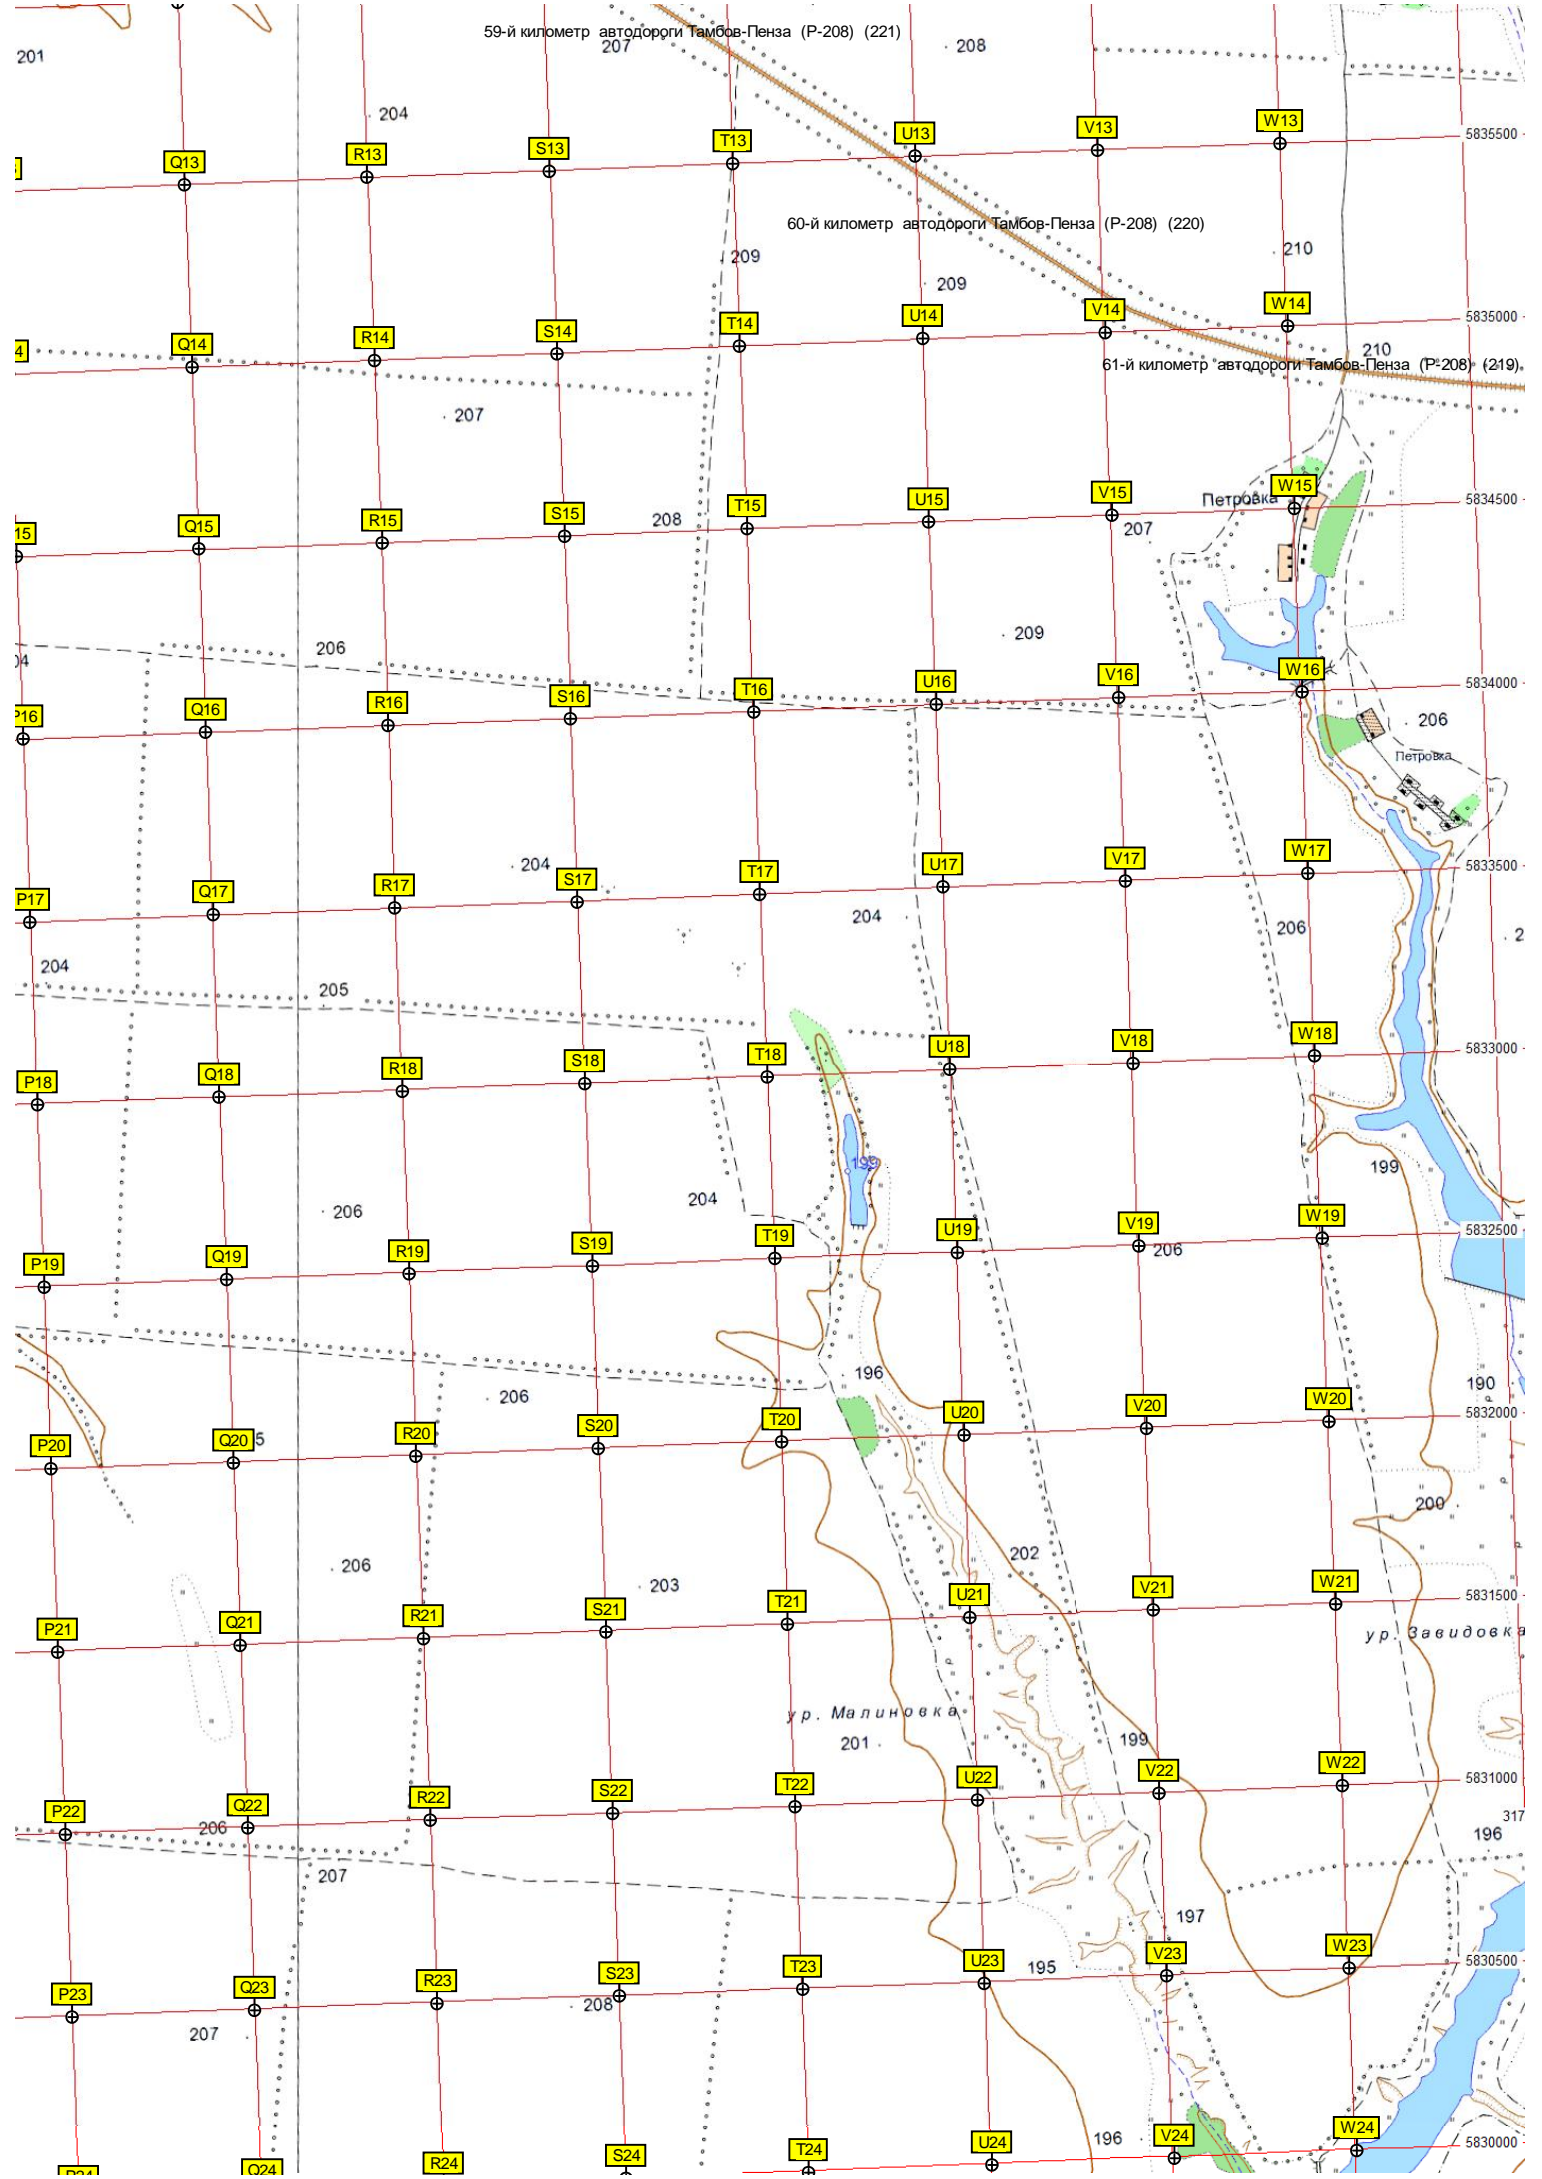 59-й километр автодороги Тамбов-Пенза (Р-208) (221)
201
207
208
204
Q13 R13 S13 T13 U13 V13 W13 5835500
60-й километр автодороги Тамбов-Пенза (Р-208) (220)
209
210
209
Q14 R14 S14 T14 U14 V14 W14 5835000
4
210
61-й километр автодороги Тамбов-Пенза (Р-208) (219)
207
15 Q15 R15 S15 T15 U15 V15 W15 5834500
Петровка
208
207
209
206
04
P16 Q16 R16 S16 T16 U16 V16 W16 5834000
206
Петровка
204
P17 Q17 R17 S17 T17 U17 V17 W17 5833500
204
206
2
204
205
P18 Q18 R18 S18 T18 U18 V18 W18 5833000
199
199
204
206
P19 Q19 R19 S19 T19 U19 V19 W19 5832500
206
196
190
206
P20 Q20 R20 S20 T20 U20 V20 W20 5832000
5
200
202
206
203
P21 Q21 R21 S21 T21 U21 V21 W21 5831500
ур. Завидовка
ур. Малиновка
201
199
P22 Q22 R22 S22 T22 U22 V22 W22 5831000
317
206
196
207
197
195
P23 Q23 R23 S23 T23 U23 V23 W23 5830500
208
207
196
P24 Q24 R24 S24 T24 U24 V24 W24 5830000